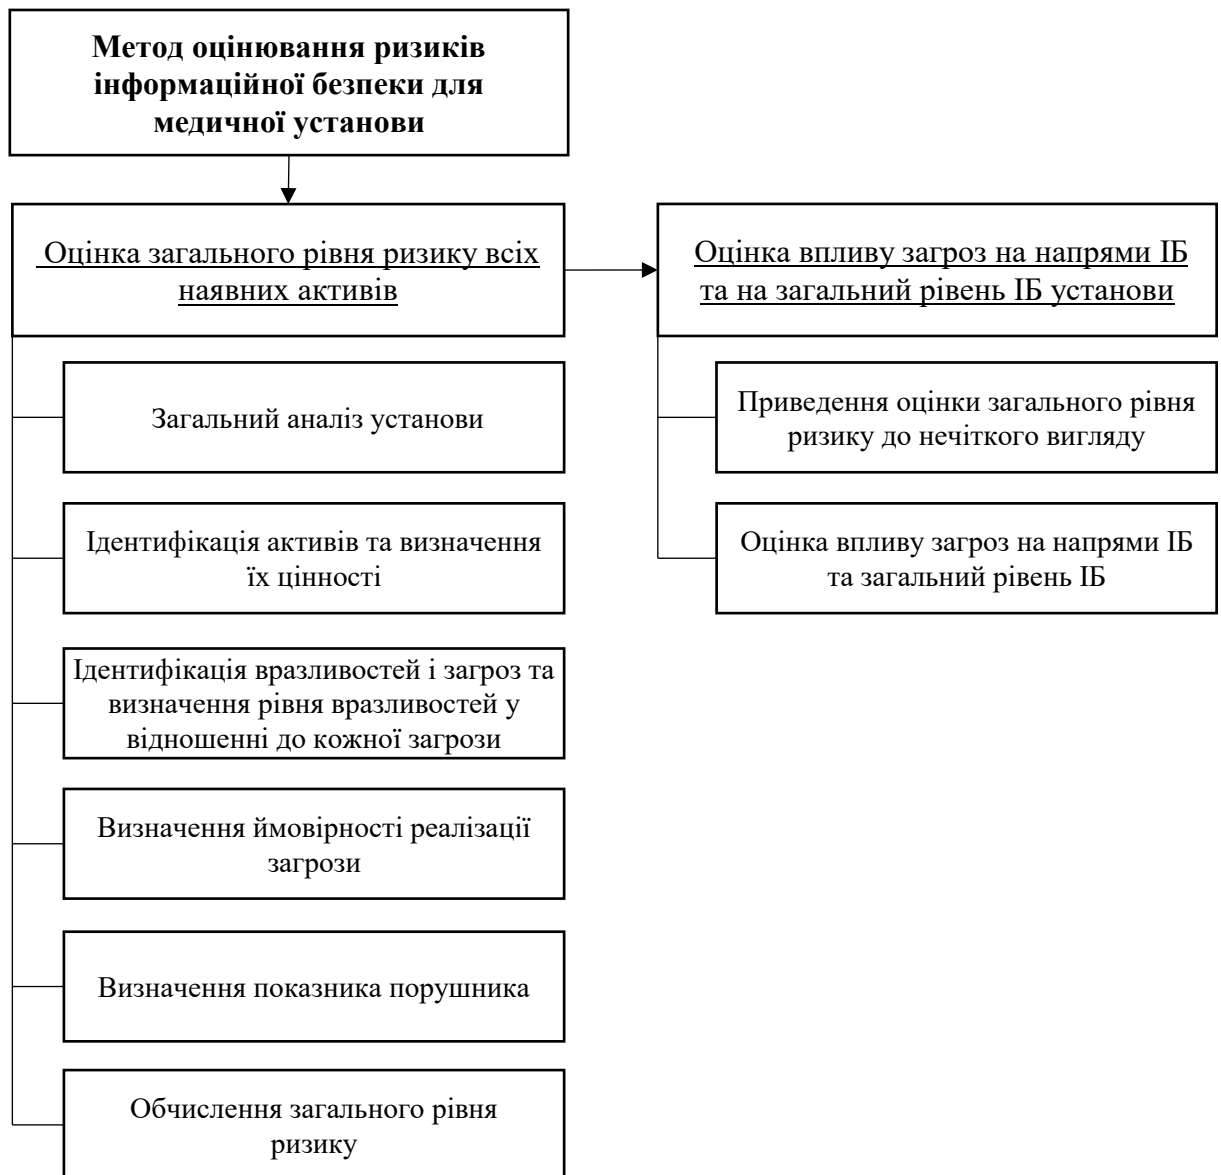 Метод оцінювання ризиків
інформаційної безпеки для
медичної установи
Оцінка загального рівня ризику всіх
наявних активів
Загальний аналіз установи
Ідентифікація активів та визначення
їх цінності
Ідентифікація вразливостей і загроз та
визначення рівня вразливостей у
відношенні до кожної загрози
Визначення ймовірності реалізації
загрози
Визначення показника порушника
Обчислення загального рівня
ризику
Оцінка впливу загроз на напрями ІБ
та на загальний рівень ІБ установи
Приведення оцінки загального рівня
ризику до нечіткого вигляду
Оцінка впливу загроз на напрями ІБ
та загальний рівень ІБ